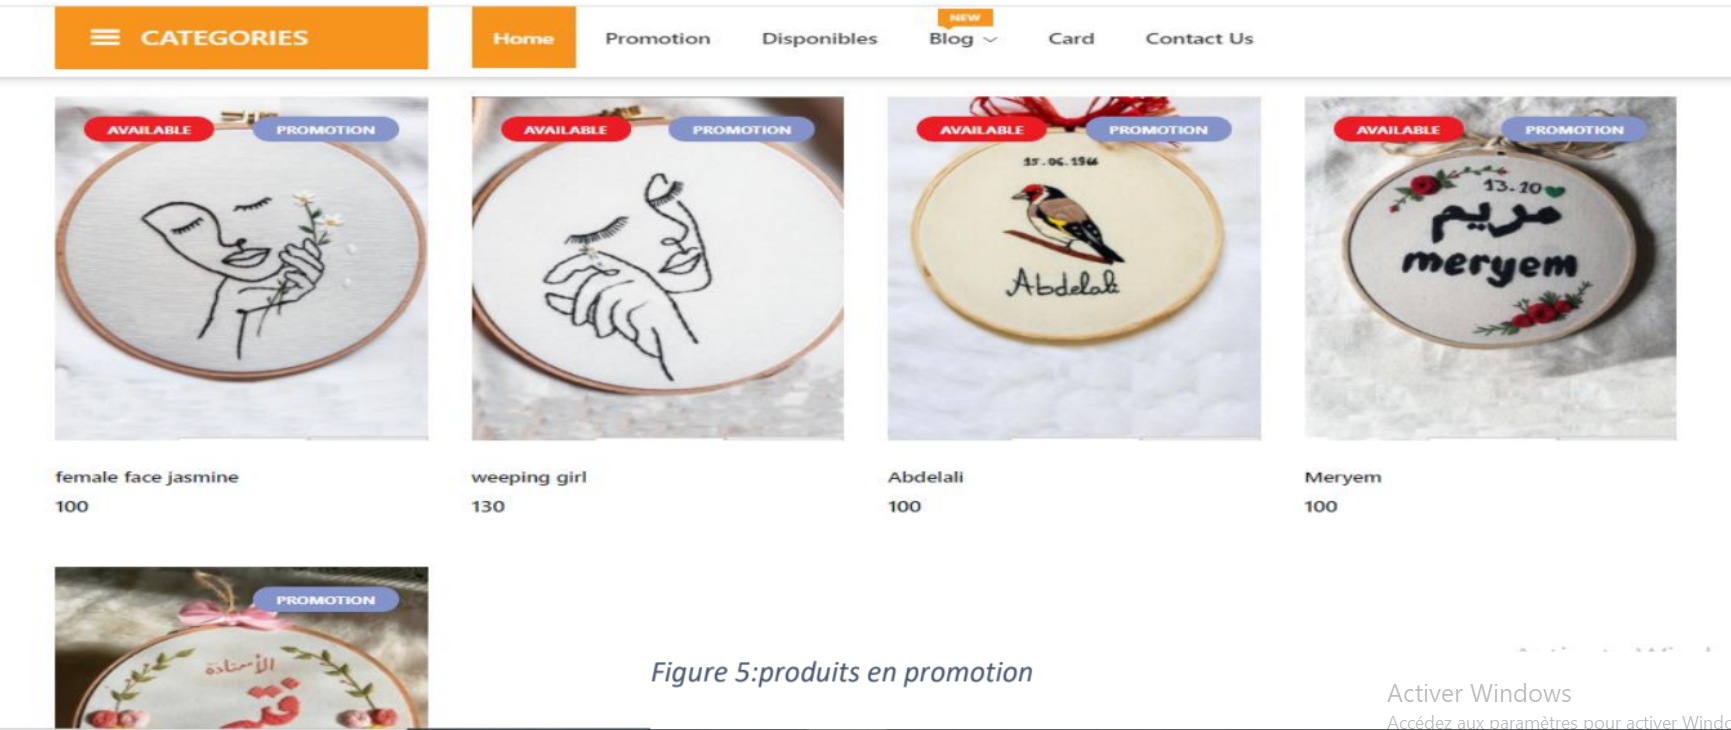 NEW
CATEGORIES Home Promotion Disponibles Blog Card Contact Us
AVAILABLE PROMOTION AVAILABLE PROMOTION AVAILABLE PROMOTION AVAILABLE PROMOTION
15.06.1966
Abdelali
13.10
مريم
meryem
female face jasmine
100
weeping girl
130
Abdelali
100
Meryem
100
PROMOTION
الأستاذة
Figure 5:produits en promotion
Activer Windows
Accédez aux paramètres pour activer